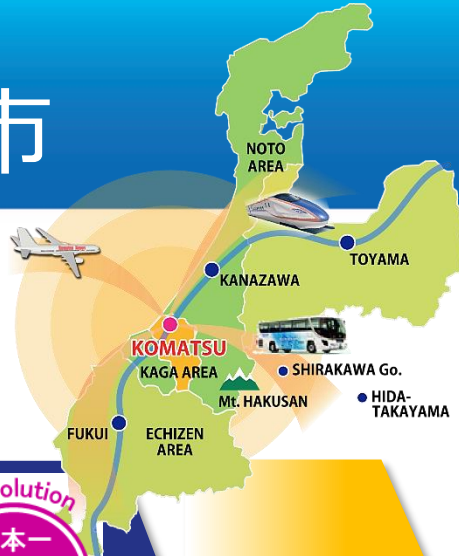 市
NOTO
AREA
TOYAMA
KANAZAWA
KOMATSU
KAGA AREA
SHIRAKAWA Go.
Mt. HAKUSAN
HIDA-
TAKAYAMA
FUKUI
ECHIZEN
AREA
olution
本一